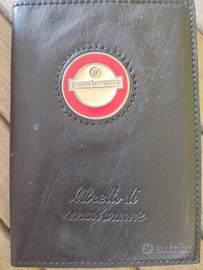 Lambretta
Libretto di
circolazione
subito